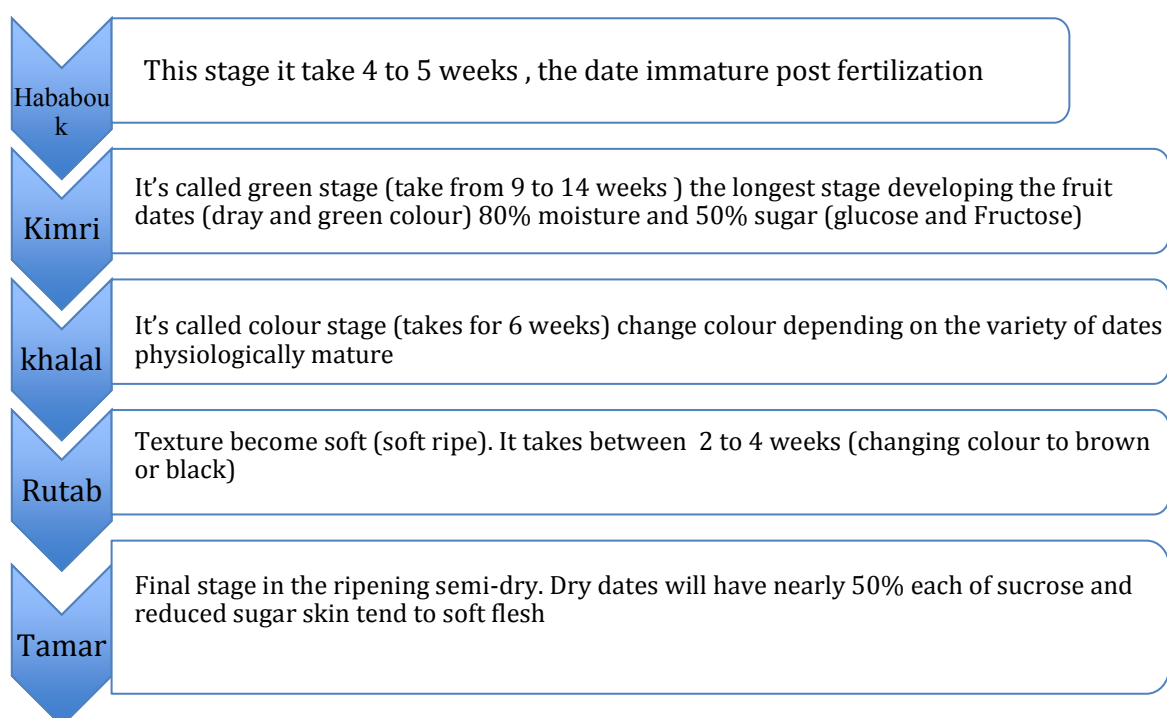 Hababou
k
This stage it take 4 to 5 weeks , the date immature post fertilization
Kimri
It's called green stage (take from 9 to 14 weeks ) the longest stage developing the fruit
dates (dray and green colour) 80% moisture and 50% sugar (glucose and Fructose)
khalal
It's called colour stage (takes for 6 weeks) change colour depending on the variety of dates
physiologically mature
Rutab
Texture become soft (soft ripe). It takes between 2 to 4 weeks (changing colour to brown
or black)
Tamar
Final stage in the ripening semi-dry. Dry dates will have nearly 50% each of sucrose and
reduced sugar skin tend to soft flesh